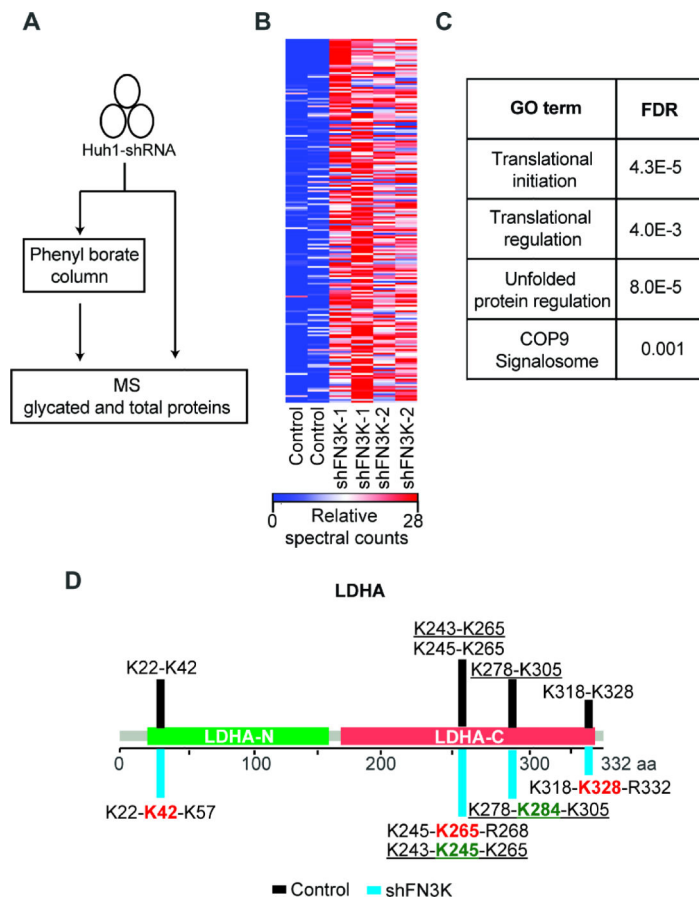 A
Huh1-shRNA
Phenyl borate
column
MS
glycated and total proteins
B
Control
Control
shFN3K-1
shFN3K-1
shFN3K-2
shFN3K-2
0
28
Relative
spectral counts
C
GO term FDR
Translational
initiation
4.3E-5
Translational
regulation
4.0E-3
Unfolded
protein regulation
8.0E-5
COP9
Signalosome
0.001
D
LDHA
K243-K265
K245-K265
K22-K42
K278-K305
K318-K328
LDHA-N
LDHA-C
0 100 200 300 332 aa
K318-K328-R332
K22-K42-K57
K278-K284-K305
K245-K265-R268
K243-K245-K265
Control
shFN3K